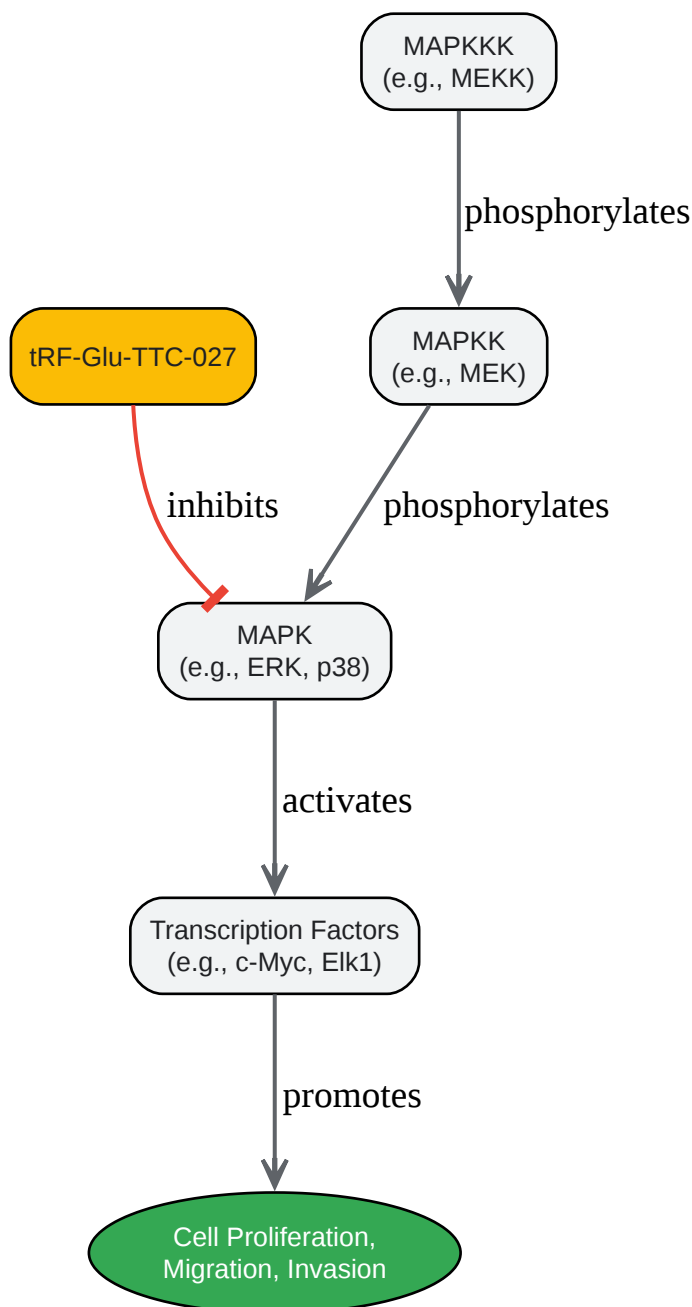 MAPKKK
(e.g., MEKK)
phosphorylates
tRF-Glu-TTC-027
MAPKK
(e.g., MEK)
inhibits
phosphorylates
MAPK
(e.g., ERK, p38)
activates
Transcription Factors
(e.g., c-Myc, Elk1)
promotes
Cell Proliferation,
Migration, Invasion